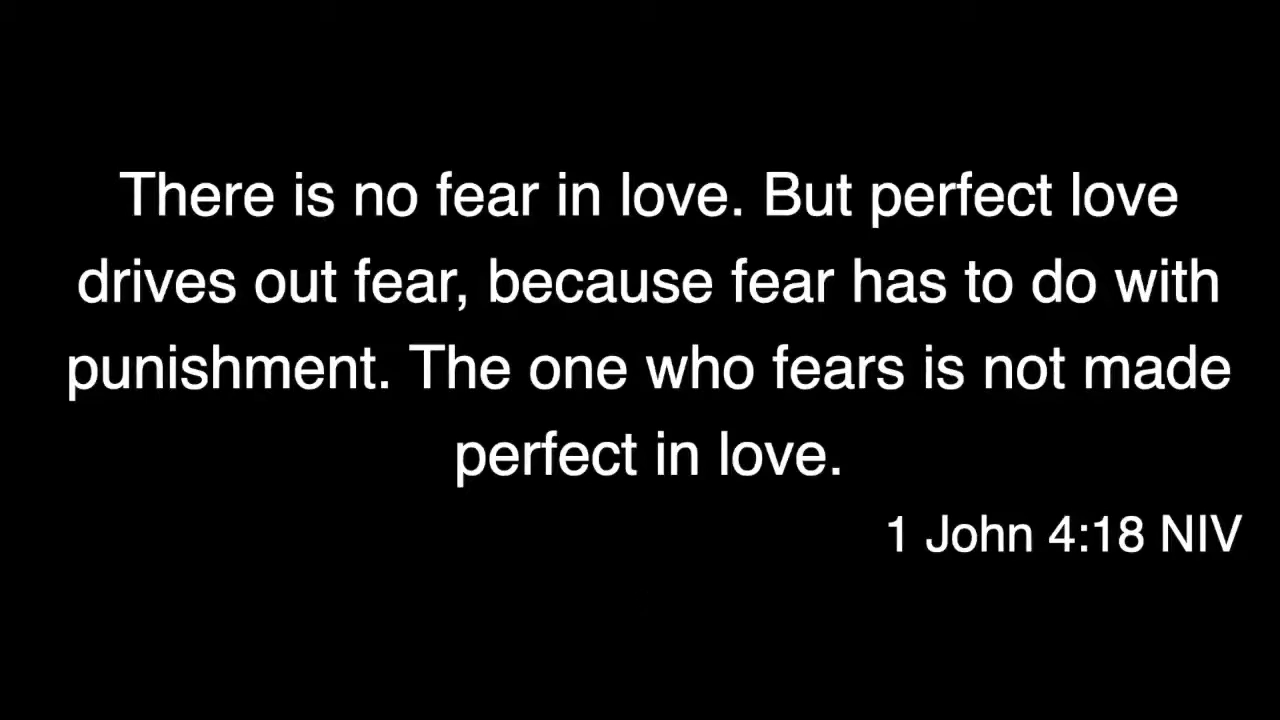 There is no fear in love. But perfect love
drives out fear, because fear has to do with
punishment. The one who fears is not made
perfect in love.
1 John 4:18 NIV